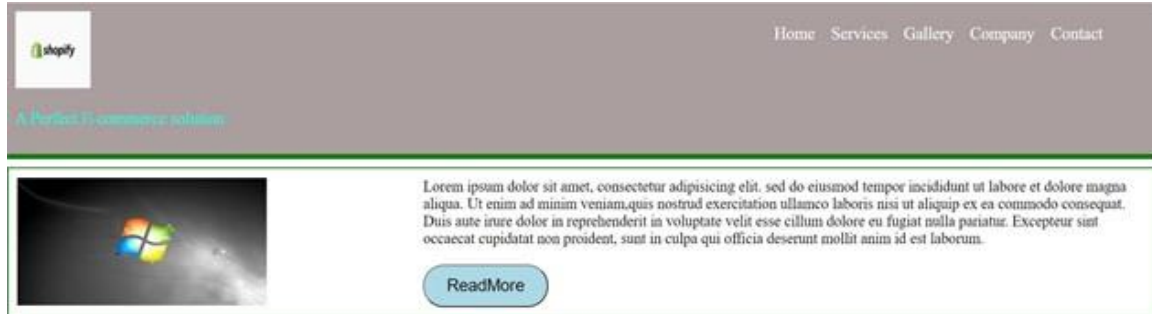 shopify
Home Services Gallery Company Contact
A Perfect E-commerce solution
Lorem ipsum dolor sit amet, consectetur adipisicing elit. sed do eiusmod tempor incididunt ut labore et dolore magna
aliqua. Ut enim ad minim veniam,quis nostrud exercitation ullamco laboris nisi ut aliquip ex ea commodo consequat.
Duis aute irure dolor in reprehenderit in voluptate velit esse cillum dolore eu fugiat nulla pariatur. Excepteur sint
occaecat cupidatat non proident, sunt in culpa qui officia deserunt mollit anim id est laborum.
ReadMore